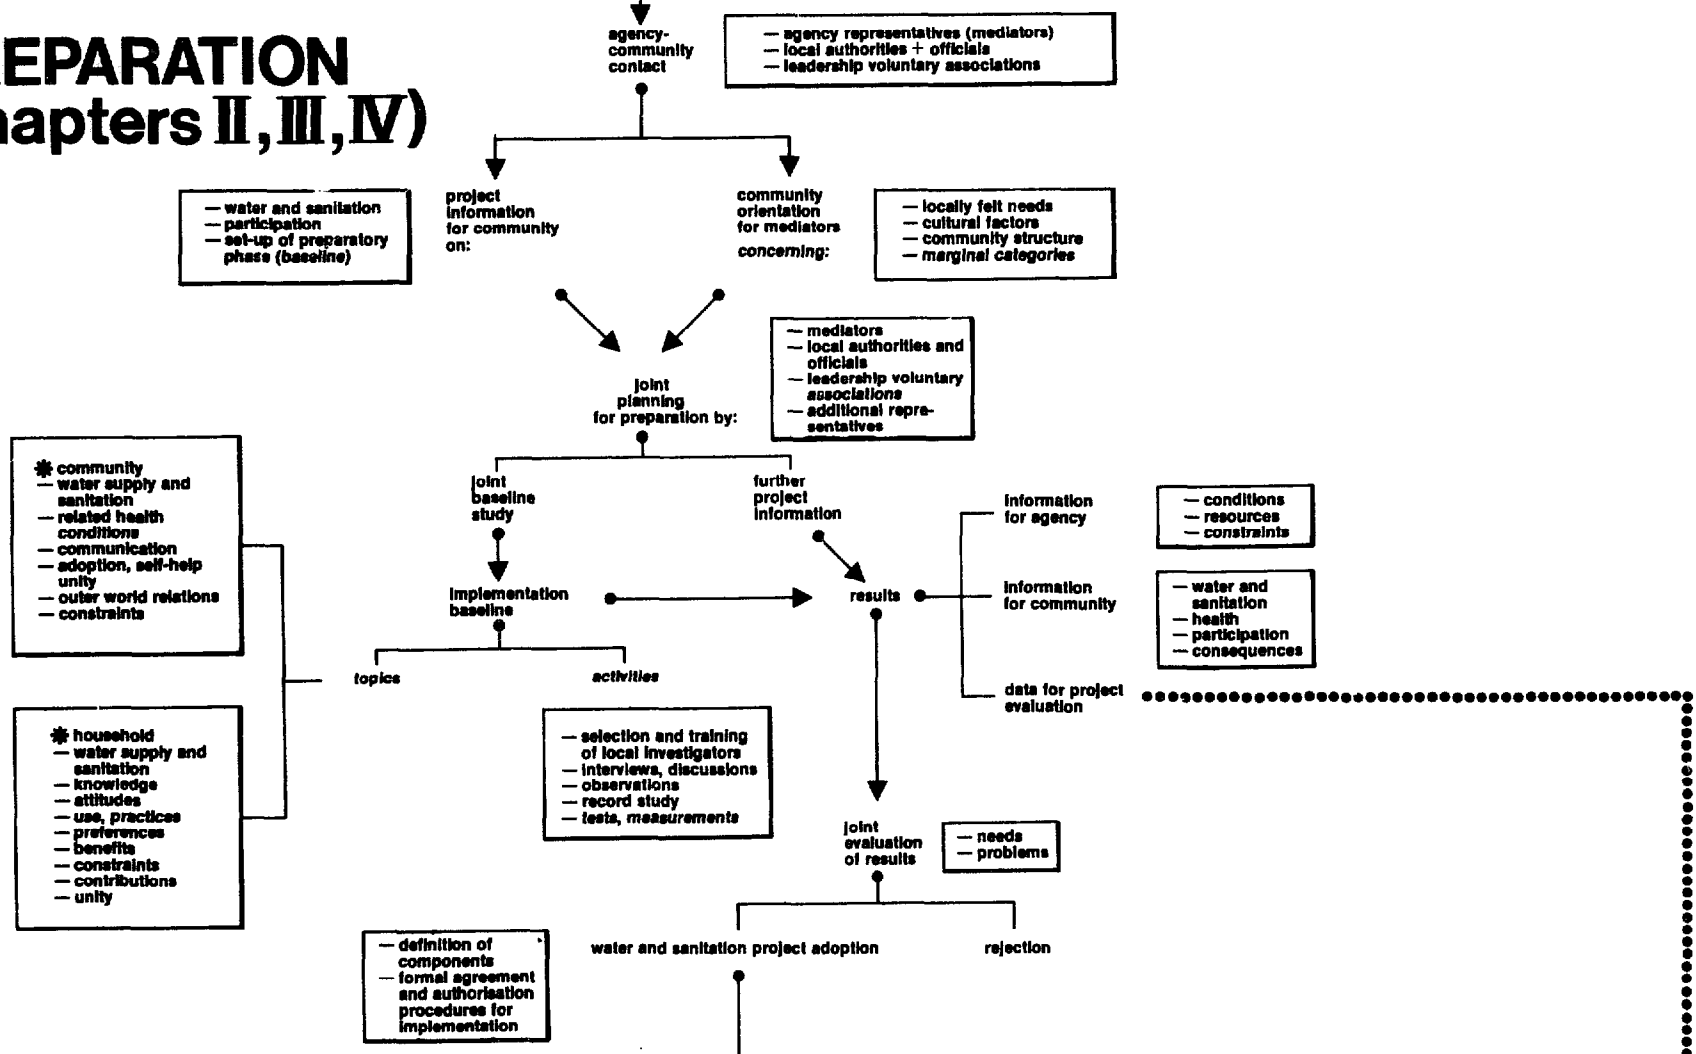 agency-
community
contact
— agency representatives (mediators)
— local authorities + officials
— leadership voluntary associations
EPARATION
hapters II, III, IV)
— water and sanitation
— participation
— set-up of preparatory
phase (baseline)
project
information
for community
on:
community
orientation
for mediators
concerning:
— locally felt needs
— cultural factors
— community structure
— marginal categories
— mediators
— local authorities and
officials
— leadership voluntary
associations
— additional repre-
sentatives
joint
planning
for preparation by:
✱ community
— water supply and
sanitation
— related health
conditions
— communication
— adoption, self-help
unity
— outer world relations
— constraints
joint
baseline
study
further
project
information
information
for agency
— conditions
— resources
— constraints
implementation
baseline
results
information
for community
— water and
sanitation
— health
— participation
— consequences
topics
activities
data for project
evaluation
✱ household
— water supply and
sanitation
— knowledge
— attitudes
— use, practices
— preferences
— benefits
— constraints
— contributions
— unity
— selection and training
of local investigators
— interviews, discussions
— observations
— record study
— tests, measurements
joint
evaluation
of results
— needs
— problems
— definition of
components
— formal agreement
and authorisation
procedures for
implementation
water and sanitation project adoption
rejection